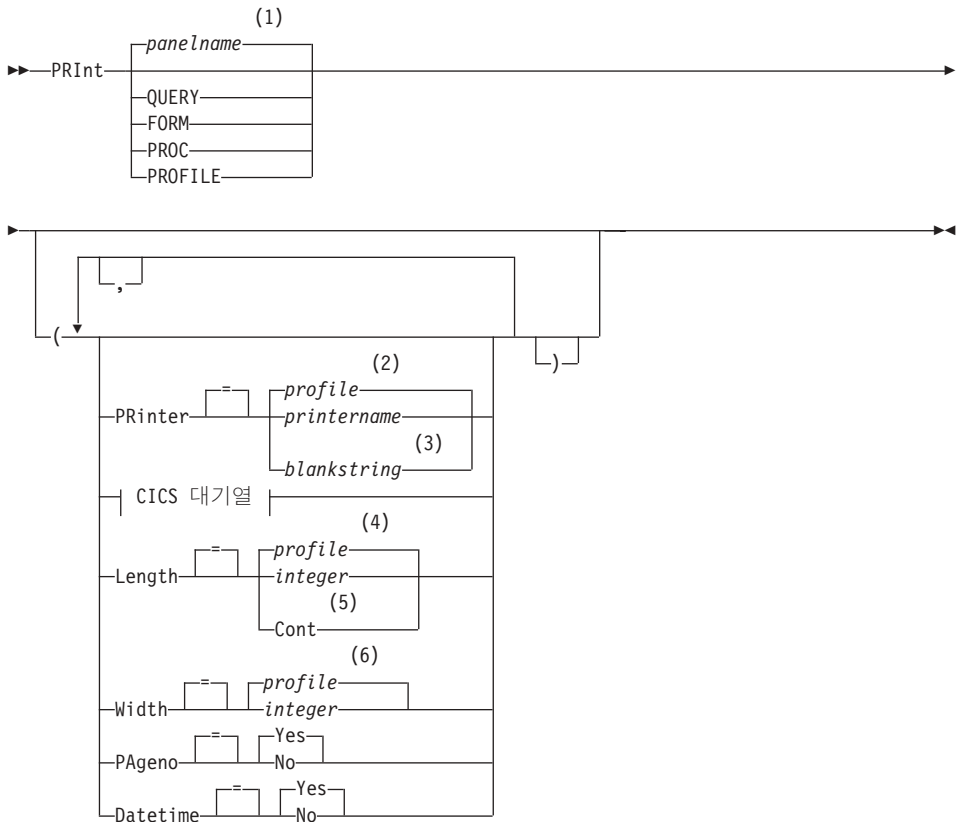 (1)
panelname
PRInt
QUERY
FORM
PROC
PROFILE
,
( )
(2)
= profile
PRinter printername
(3)
blankstring
CICS 대기열
(4)
= profile
Length integer
(5)
Cont
(6)
= profile
Width integer
= Yes
PAgeno No
= Yes
Datetime No